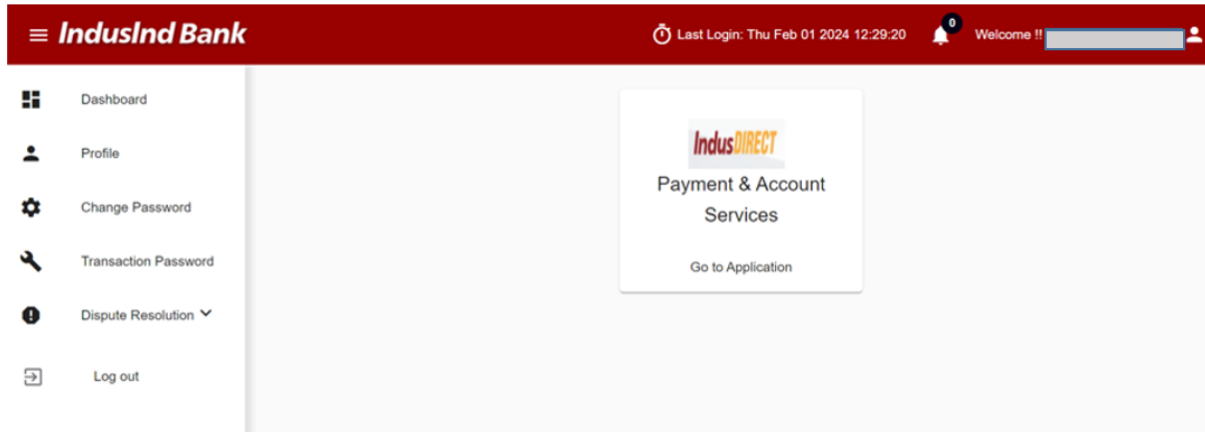 IndusInd Bank
Last Login: Thu Feb 01 2024 12:29:20
0
Welcome !!
Dashboard
Profile
Change Password
Transaction Password
Dispute Resolution
Log out
IndusDIRECT
Payment & Account
Services
Go to Application